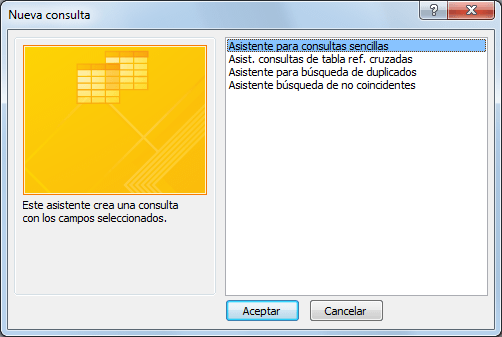 Nueva consulta
Este asistente crea una consulta
con los campos seleccionados.
Asistente para consultas sencillas
Asist. consultas de tabla ref. cruzadas
Asistente para búsqueda de duplicados
Asistente búsqueda de no coincidentes
Aceptar
Cancelar